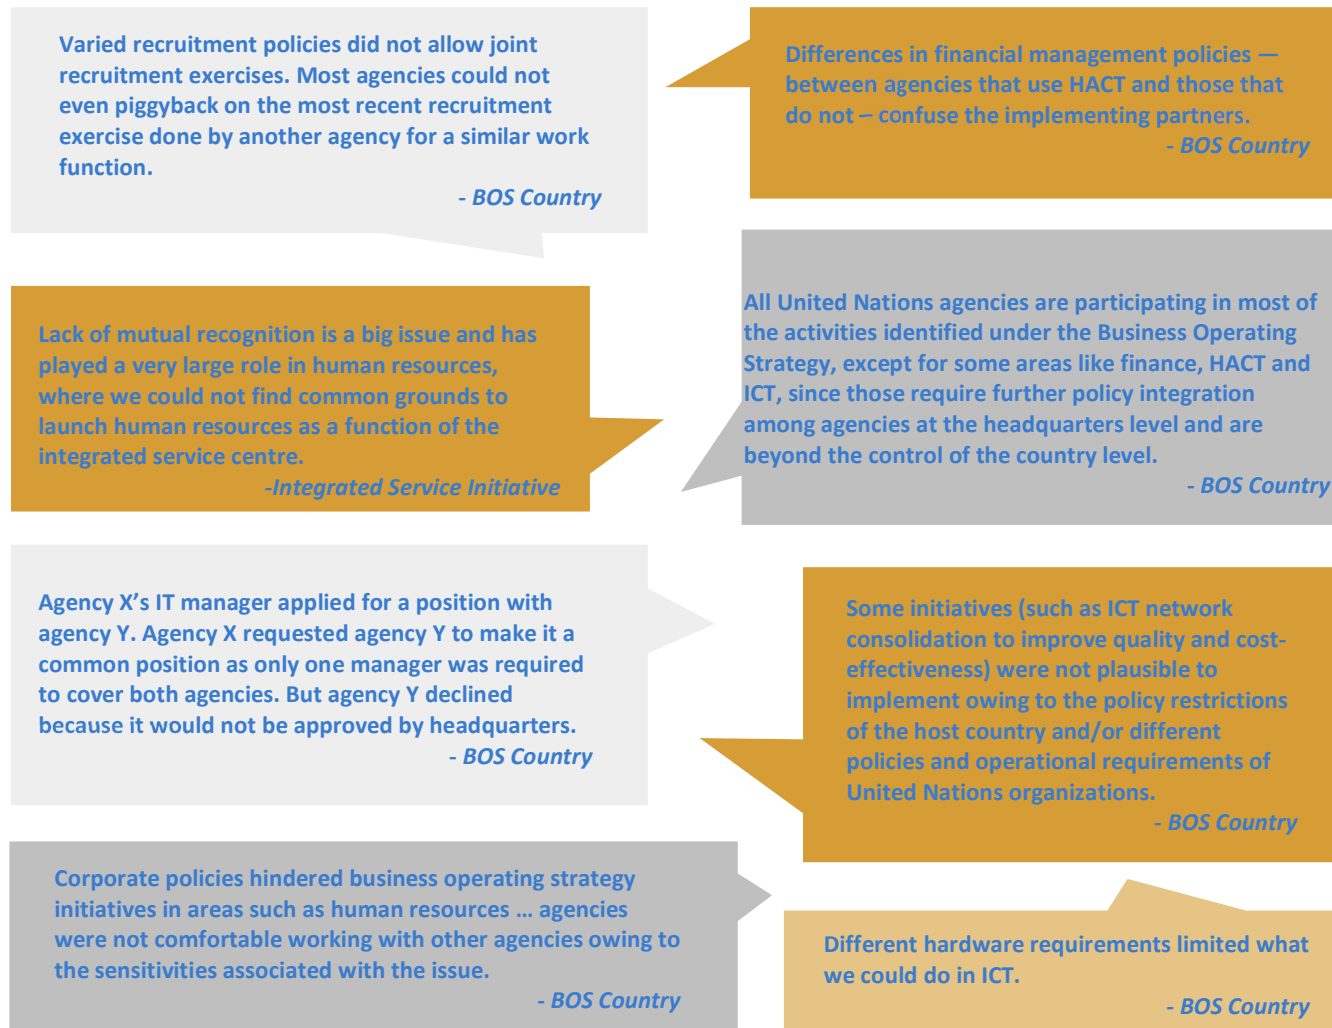 Varied recruitment policies did not allow joint
recruitment exercises. Most agencies could not
even piggyback on the most recent recruitment
exercise done by another agency for a similar work
function.
- BOS Country
Differences in financial management policies —
between agencies that use HACT and those that
do not – confuse the implementing partners.
- BOS Country
Lack of mutual recognition is a big issue and has
played a very large role in human resources,
where we could not find common grounds to
launch human resources as a function of the
integrated service centre.
-Integrated Service Initiative
All United Nations agencies are participating in most of
the activities identified under the Business Operating
Strategy, except for some areas like finance, HACT and
ICT, since those require further policy integration
among agencies at the headquarters level and are
beyond the control of the country level.
- BOS Country
Agency X’s IT manager applied for a position with
agency Y. Agency X requested agency Y to make it a
common position as only one manager was required
to cover both agencies. But agency Y declined
because it would not be approved by headquarters.
- BOS Country
Some initiatives (such as ICT network
consolidation to improve quality and cost-
effectiveness) were not plausible to
implement owing to the policy restrictions
of the host country and/or different
policies and operational requirements of
United Nations organizations.
- BOS Country
Corporate policies hindered business operating strategy
initiatives in areas such as human resources … agencies
were not comfortable working with other agencies owing to
the sensitivities associated with the issue.
- BOS Country
Different hardware requirements limited what
we could do in ICT.
- BOS Country